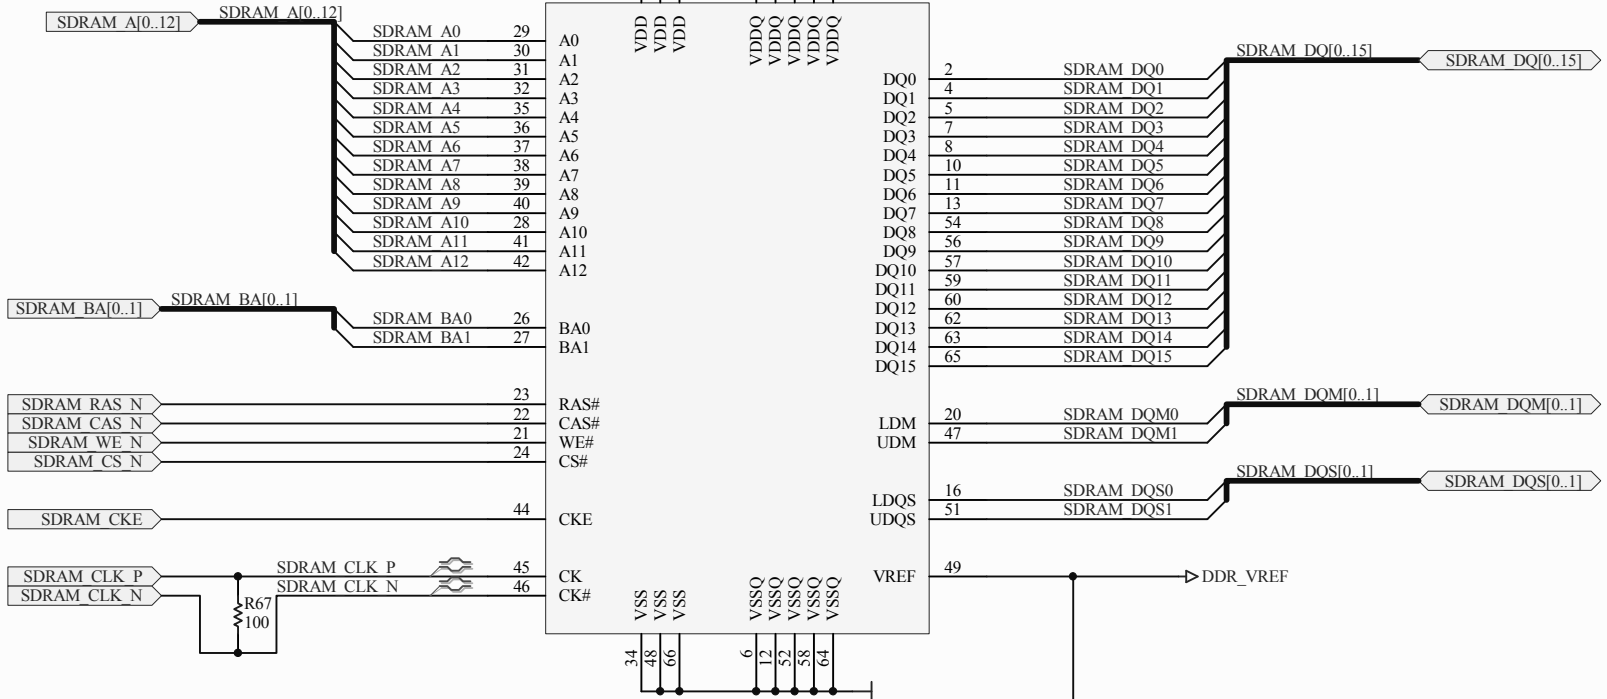 SDRAM_A[0..12]
SDRAM_A[0..12]
SDRAM_A0 29 A0
SDRAM_A1 30 A1
SDRAM_A2 31 A2
SDRAM_A3 32 A3
SDRAM_A4 35 A4
SDRAM_A5 36 A5
SDRAM_A6 37 A6
SDRAM_A7 38 A7
SDRAM_A8 39 A8
SDRAM_A9 40 A9
SDRAM_A10 28 A10
SDRAM_A11 41 A11
SDRAM_A12 42 A12
SDRAM_BA[0..1]
SDRAM_BA[0..1]
SDRAM_BA0 26 BA0
SDRAM_BA1 27 BA1
SDRAM_RAS_N 23 RAS#
SDRAM_CAS_N 22 CAS#
SDRAM_WE_N 21 WE#
SDRAM_CS_N 24 CS#
SDRAM_CKE 44 CKE
SDRAM_CLK_P SDRAM_CLK_P 45 CK
SDRAM_CLK_N SDRAM_CLK_N 46 CK#
R67
100
VDD VDD VDD VDDQ VDDQ VDDQ VDDQ VDDQ
VSS VSS VSS VSSQ VSSQ VSSQ VSSQ VSSQ
34 48 66 6 12 52 58 64
SDRAM_DQ[0..15]
SDRAM_DQ[0..15]
DQ0 2 SDRAM_DQ0
DQ1 4 SDRAM_DQ1
DQ2 5 SDRAM_DQ2
DQ3 7 SDRAM_DQ3
DQ4 8 SDRAM_DQ4
DQ5 10 SDRAM_DQ5
DQ6 11 SDRAM_DQ6
DQ7 13 SDRAM_DQ7
DQ8 54 SDRAM_DQ8
DQ9 56 SDRAM_DQ9
DQ10 57 SDRAM_DQ10
DQ11 59 SDRAM_DQ11
DQ12 60 SDRAM_DQ12
DQ13 62 SDRAM_DQ13
DQ14 63 SDRAM_DQ14
DQ15 65 SDRAM_DQ15
SDRAM_DQM[0..1]
SDRAM_DQM[0..1]
LDM 20 SDRAM_DQM0
UDM 47 SDRAM_DQM1
SDRAM_DQS[0..1]
SDRAM_DQS[0..1]
LDQS 16 SDRAM_DQS0
UDQS 51 SDRAM_DQS1
VREF 49 DDR_VREF